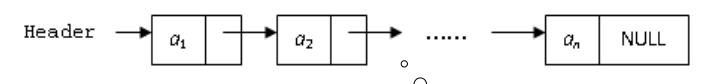 Header a₁ a₂ ...... aₙ NULL